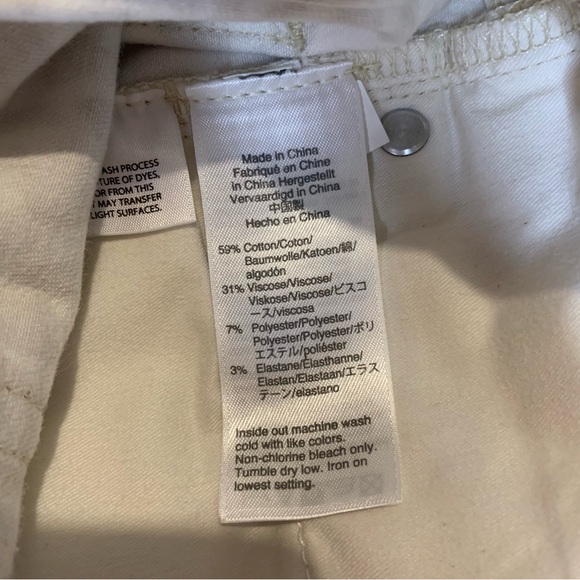 ASH PROCESS
TURE OF DYES,
OR FROM THIS
MAY TRANSFER
LIGHT SURFACES.
Made in China
Fabriqué en Chine
in China Hergestellt
Vervaardigd in China
中国製
Hecho en China
59% Cotton/Coton/
Baumwolle/Katoen/綿/
algodón
31% Viscose/Viscose/
Viskose/Viscose/ビスコ
ース/viscosa
7% Polyester/Polyester/
Polyester/Polyester/ポリ
エステル/poliéster
3% Elastane/Élasthanne/
Elastan/Elastaan/エラス
テーン/elastano
Inside out machine wash
cold with like colors.
Non-chlorine bleach only.
Tumble dry low. Iron on
lowest setting.